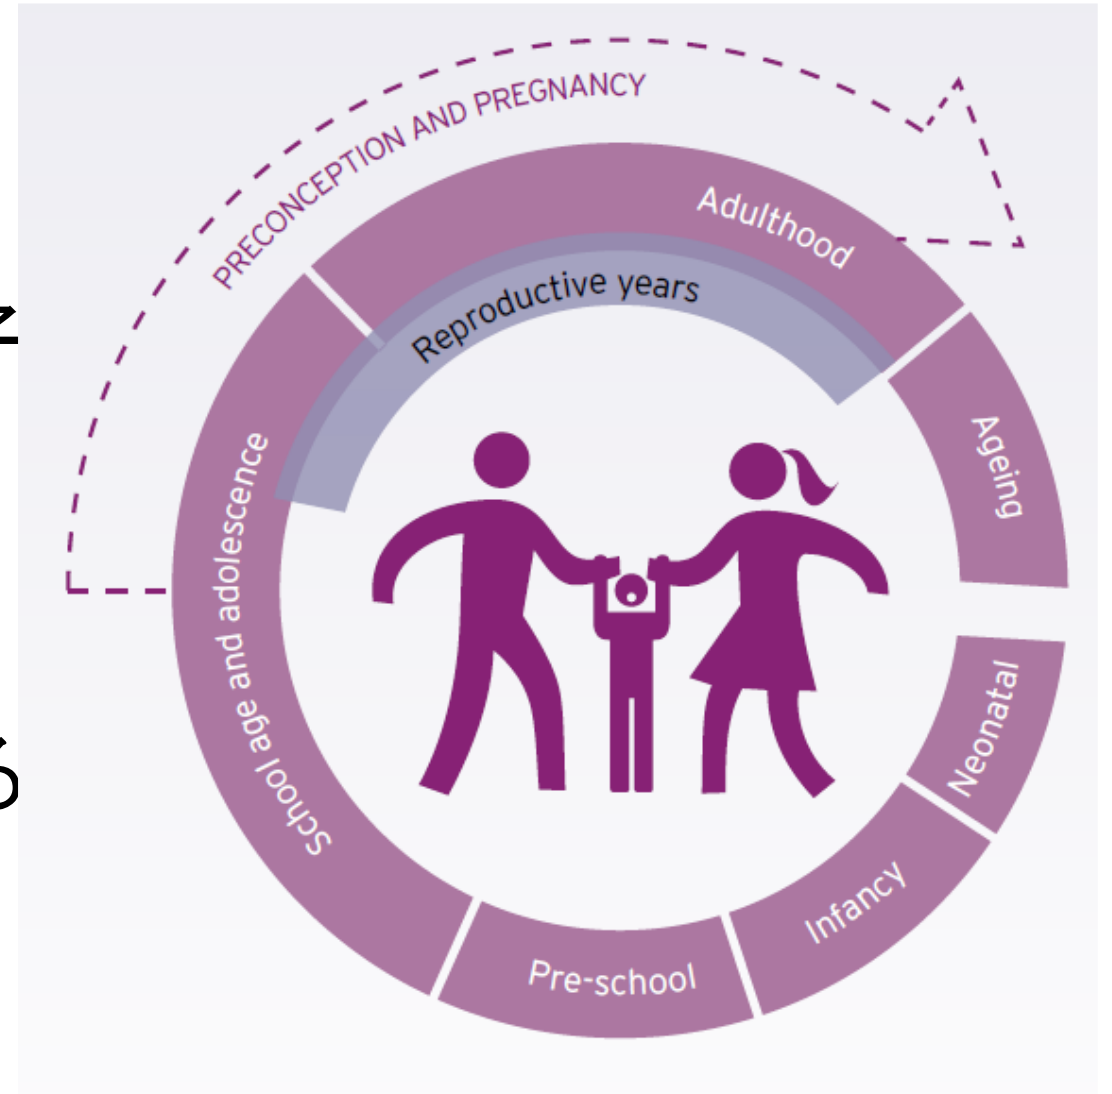 PRECONCEPTION AND PREGNANCY
Adulthood
Reproductive years
Ageing
School age and adolescence
Neonatal
Infancy
Pre-school